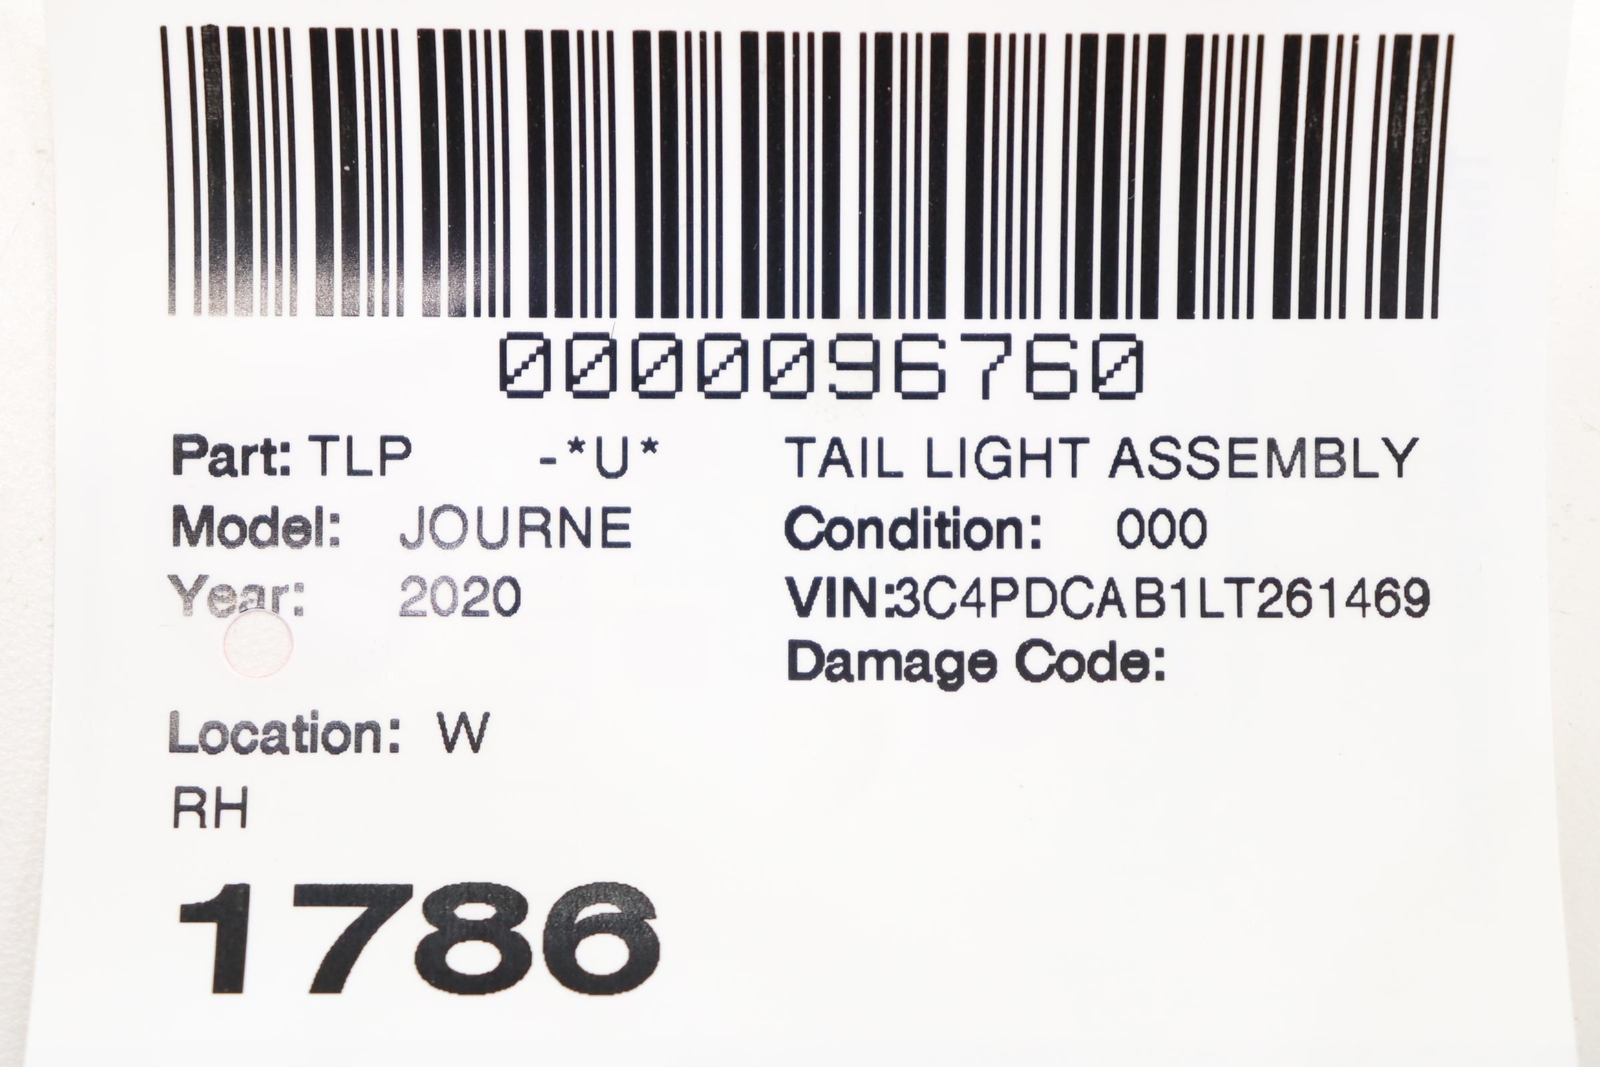 0000096760
Part: TLP -*U* TAIL LIGHT ASSEMBLY
Model: JOURNE Condition: 000
Year: 2020 VIN:3C4PDCAB1LT261469
Damage Code:
Location: W
RH
1786